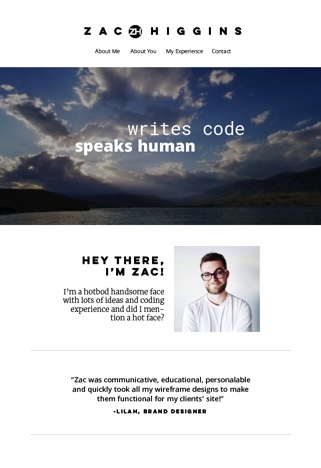 ZAC ZH HIGGINS
About Me About You My Experience Contact
writes code
speaks human
HEY THERE,
I'M ZAC!
I'm a hotbod handsome face
with lots of ideas and coding
experience and did I men-
tion a hot face?
"Zac was communicative, educational, personalable
and quickly took all my wireframe designs to make
them functional for my clients' site!"
-LILAH, BRAND DESIGNER